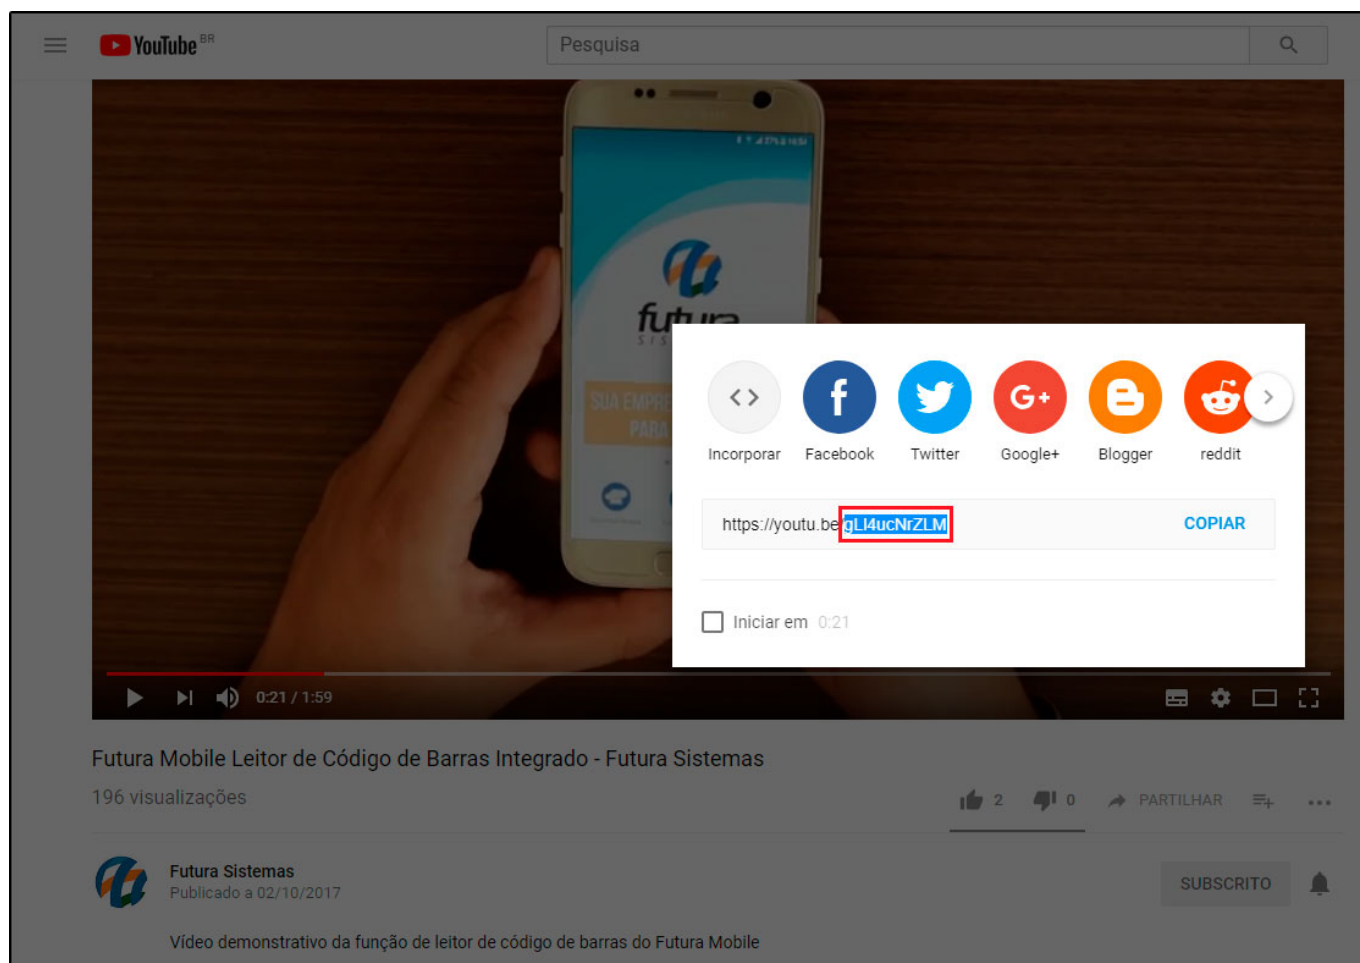 YouTube BR
Pesquisa
futura
SUA EMPRE
PARA
Incorporar Facebook Twitter Google+ Blogger reddit
https://youtu.be/gLI4ucNrZLM COPIAR
Iniciar em 0:21
0:21 / 1:59
Futura Mobile Leitor de Código de Barras Integrado - Futura Sistemas
196 visualizações
2 0 PARTILHAR
Futura Sistemas
Publicado a 02/10/2017
SUBSCRITO
Vídeo demonstrativo da função de leitor de código de barras do Futura Mobile